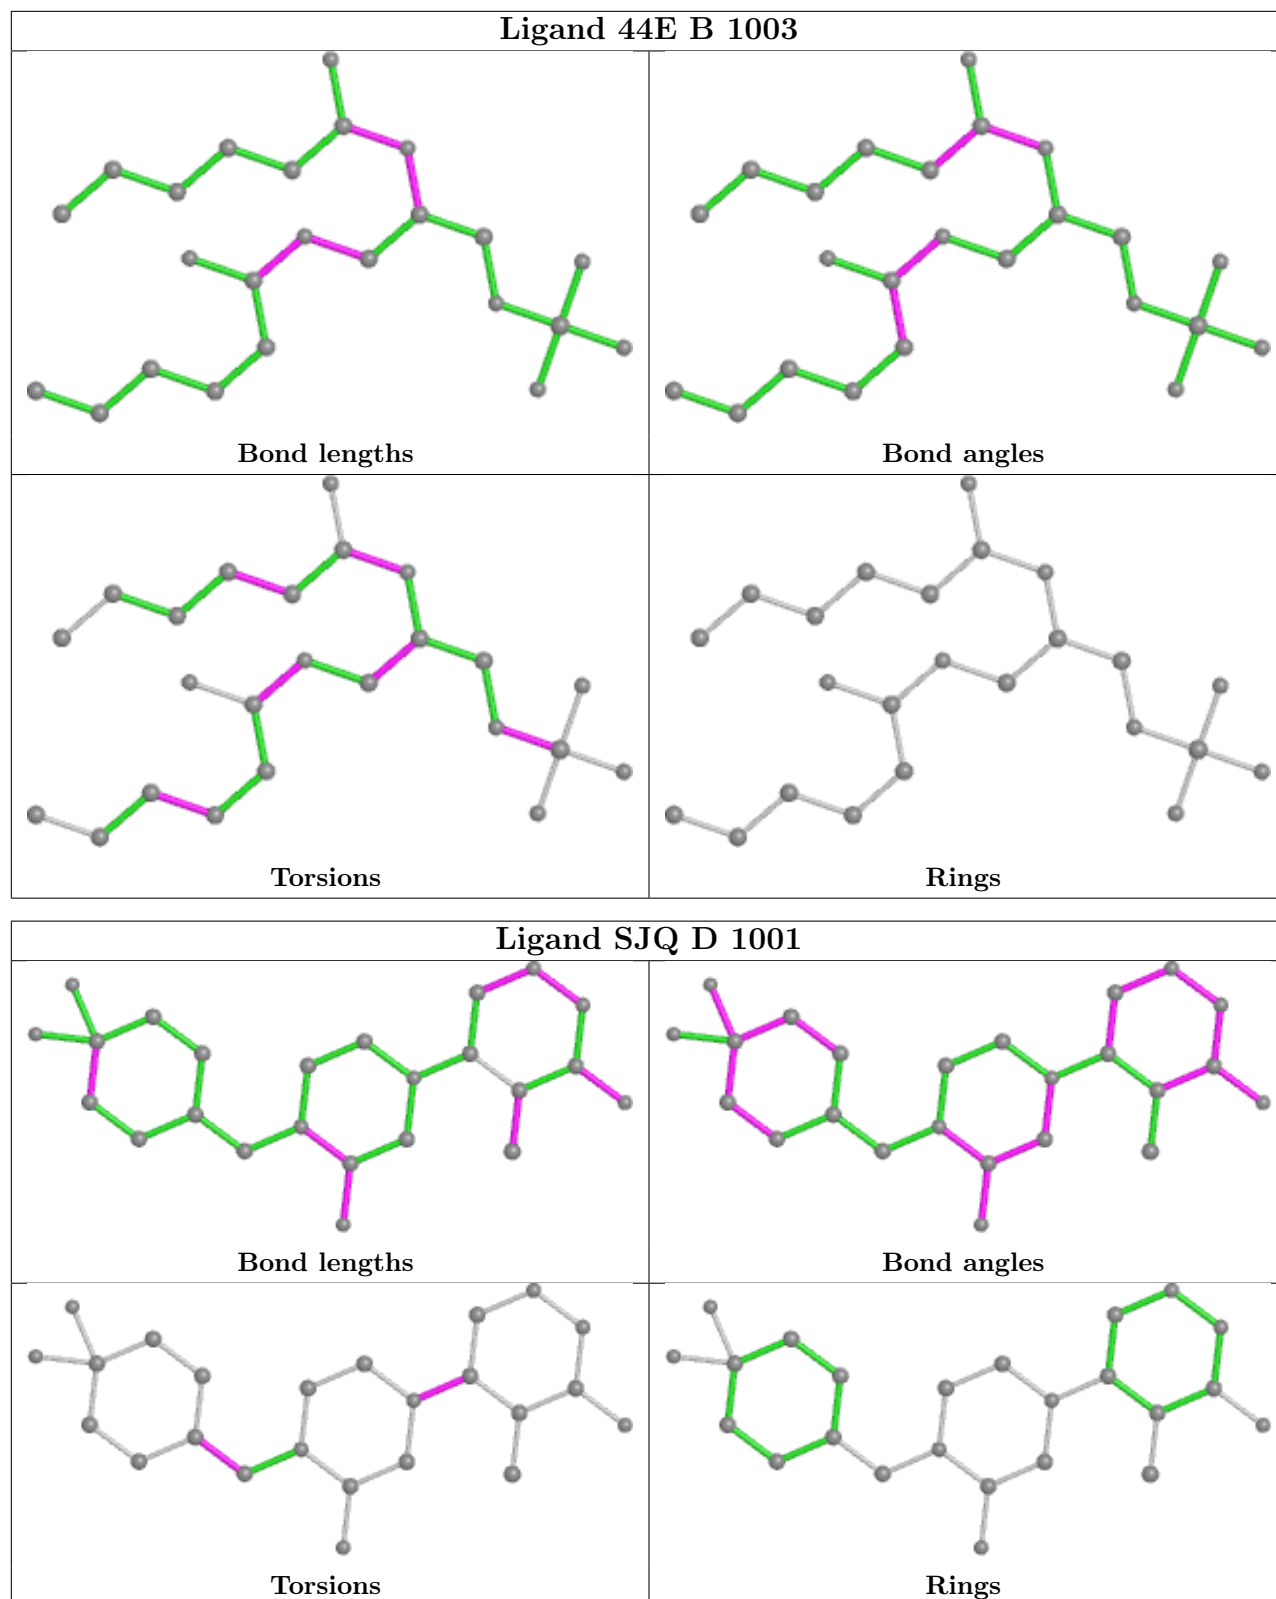 Ligand 44E B 1003
Bond lengths
Bond angles
Torsions
Rings
Ligand SJQ D 1001
Bond lengths
Bond angles
Torsions
Rings